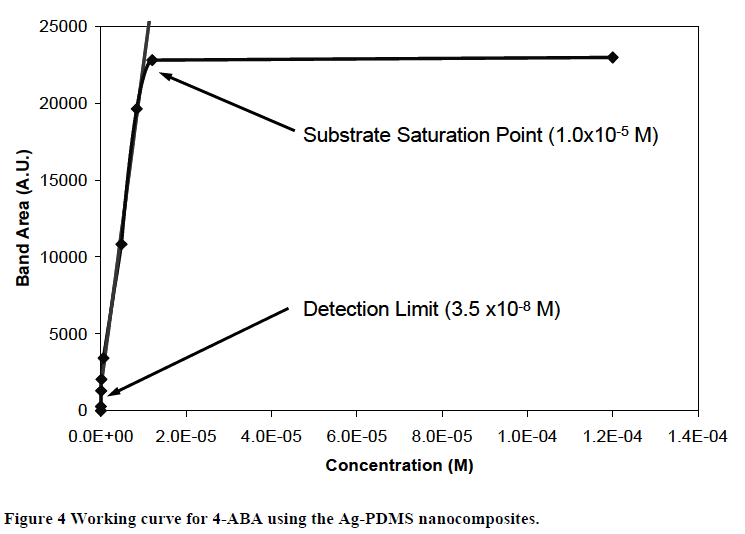 25000
20000
15000
10000
5000
0
Band Area (A.U.)
Substrate Saturation Point (1.0x10⁻⁵ M)
Detection Limit (3.5 x10⁻⁸ M)
0.0E+00 2.0E-05 4.0E-05 6.0E-05 8.0E-05 1.0E-04 1.2E-04 1.4E-04
Concentration (M)
Figure 4 Working curve for 4-ABA using the Ag-PDMS nanocomposites.